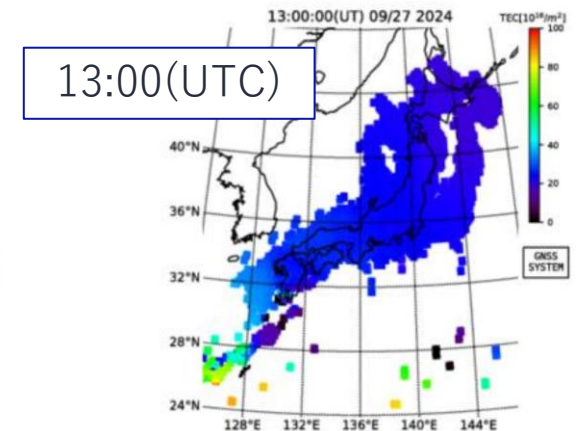 13:00:00(UT) 09/27 2024
TEC[10¹⁶/m²]
13:00(UTC)
100
80
60
40
20
0
40°N
36°N
32°N
28°N
24°N
GNSS
SYSTEM
128°E 132°E 136°E 140°E 144°E